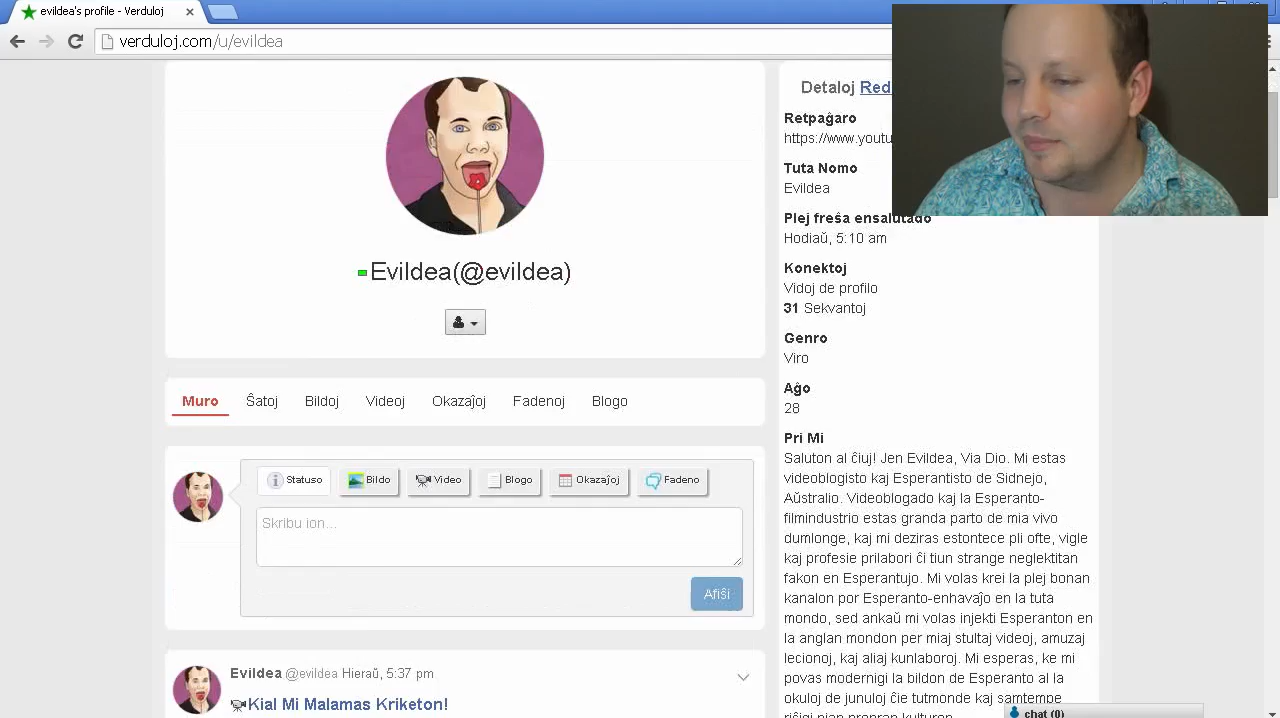 evildea's profile - Verduloj
verduloj.com/u/evildea
Evildea(@evildea)
Muro Ŝatoj Bildoj Videoj Okazaĵoj Fadenoj Blogo
Statuso Bildo Video Blogo Okazaĵoj Fadeno
Skribu ion...
Afiŝi
Evildea @evildea Hieraŭ, 5:37 pm
Kial Mi Malamas Kriketon!
Detaloj Red
Retpaĝaro
https://www.youtu
Tuta Nomo
Evildea
Plej freŝa ensalutado
Hodiaŭ, 5:10 am
Konektoj
Vidoj de profilo
31 Sekvantoj
Genro
Viro
Aĝo
28
Pri Mi
Saluton al ĉiuj! Jen Evildea, Via Dio. Mi estas
videoblogisto kaj Esperantisto de Sidnejo,
Aŭstralio. Videoblogado kaj la Esperanto-
filmindustrio estas granda parto de mia vivo
dumlonge, kaj mi deziras estontece pli ofte, vigle
kaj profesie prilabori ĉi tiun strange neglektitan
fakon en Esperantujo. Mi volas krei la plej bonan
kanalon por Esperanto-enhavaĵo en la tuta
mondo, sed ankaŭ mi volas injekti Esperanton en
la anglan mondon per miaj stultaj videoj, amuzaj
lecionoj, kaj aliaj kunlaboroj. Mi esperas, ke mi
povas modernigi la bildon de Esperanto al la
okuloj de junuloj ĉie tutmonde kaj samtempe
riĉigi nian propran kulturon
chat (0)